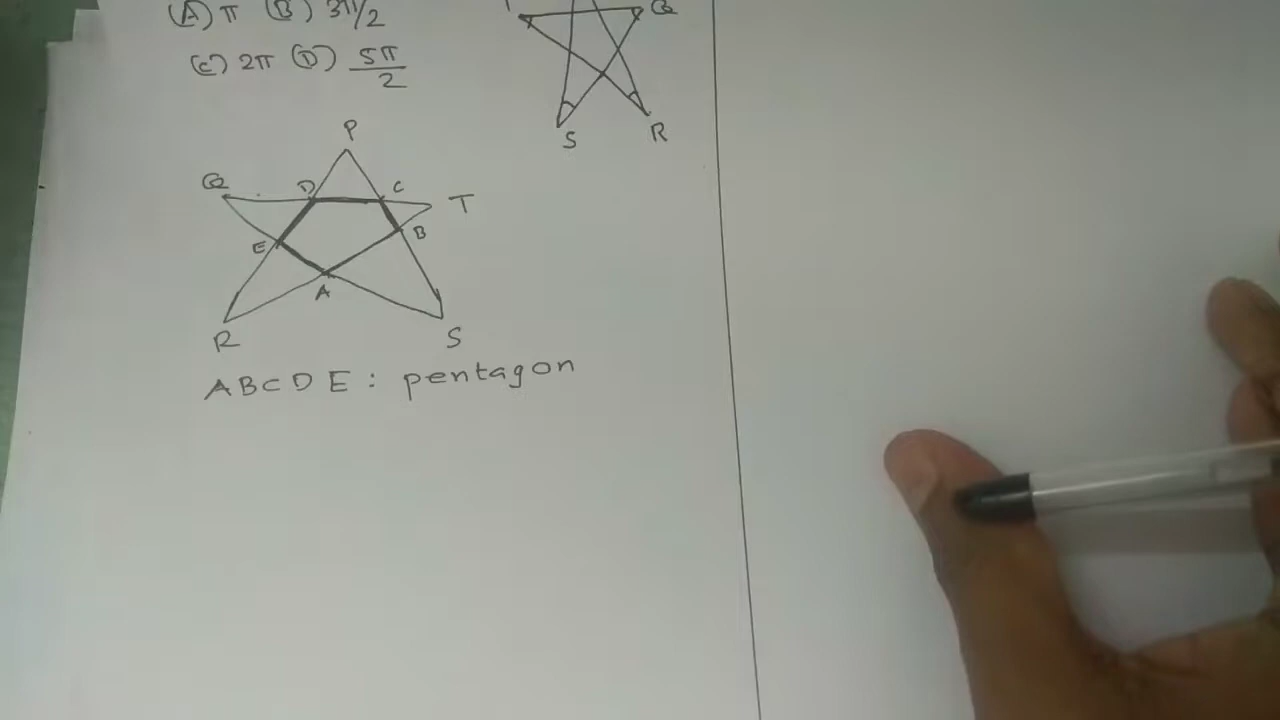 (A) π (B) 3π/2
(C) 2π (D) 5π/2
Q
S R
P
Q D C T
E B
A
R S
ABCDE : pentagon